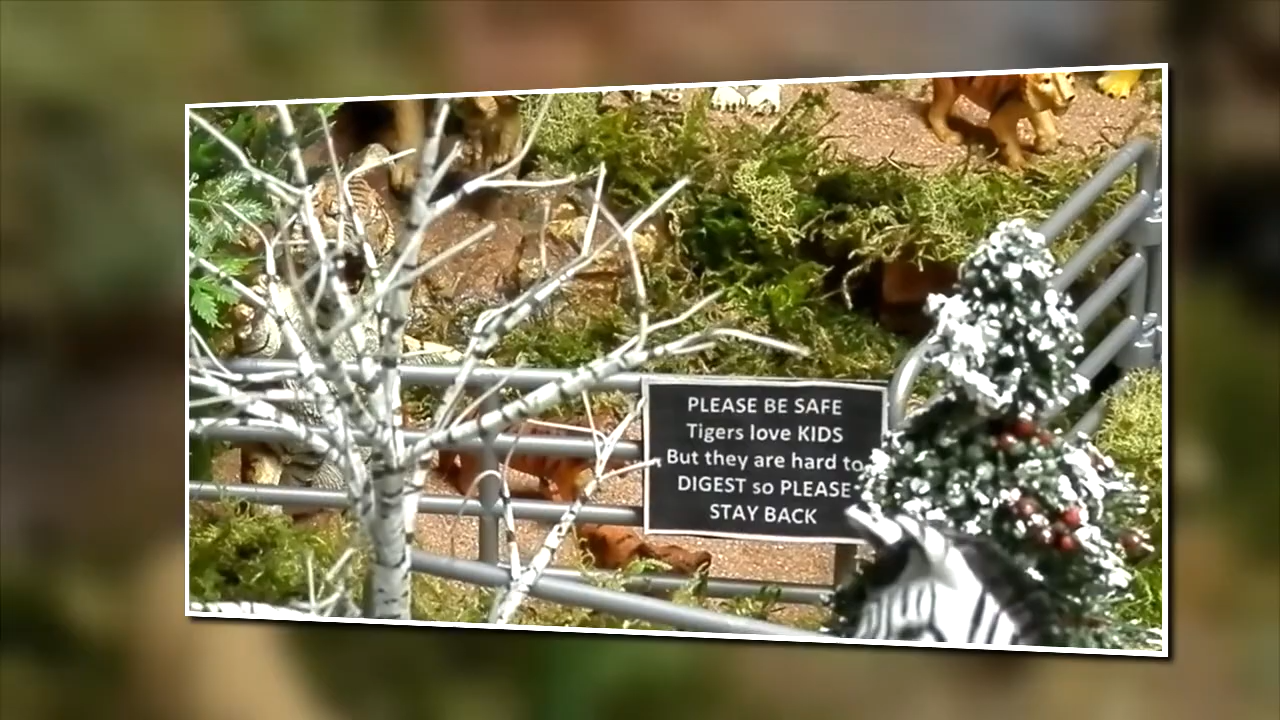 PLEASE BE SAFE
Tigers love KIDS
But they are hard to
DIGEST so PLEASE
STAY BACK